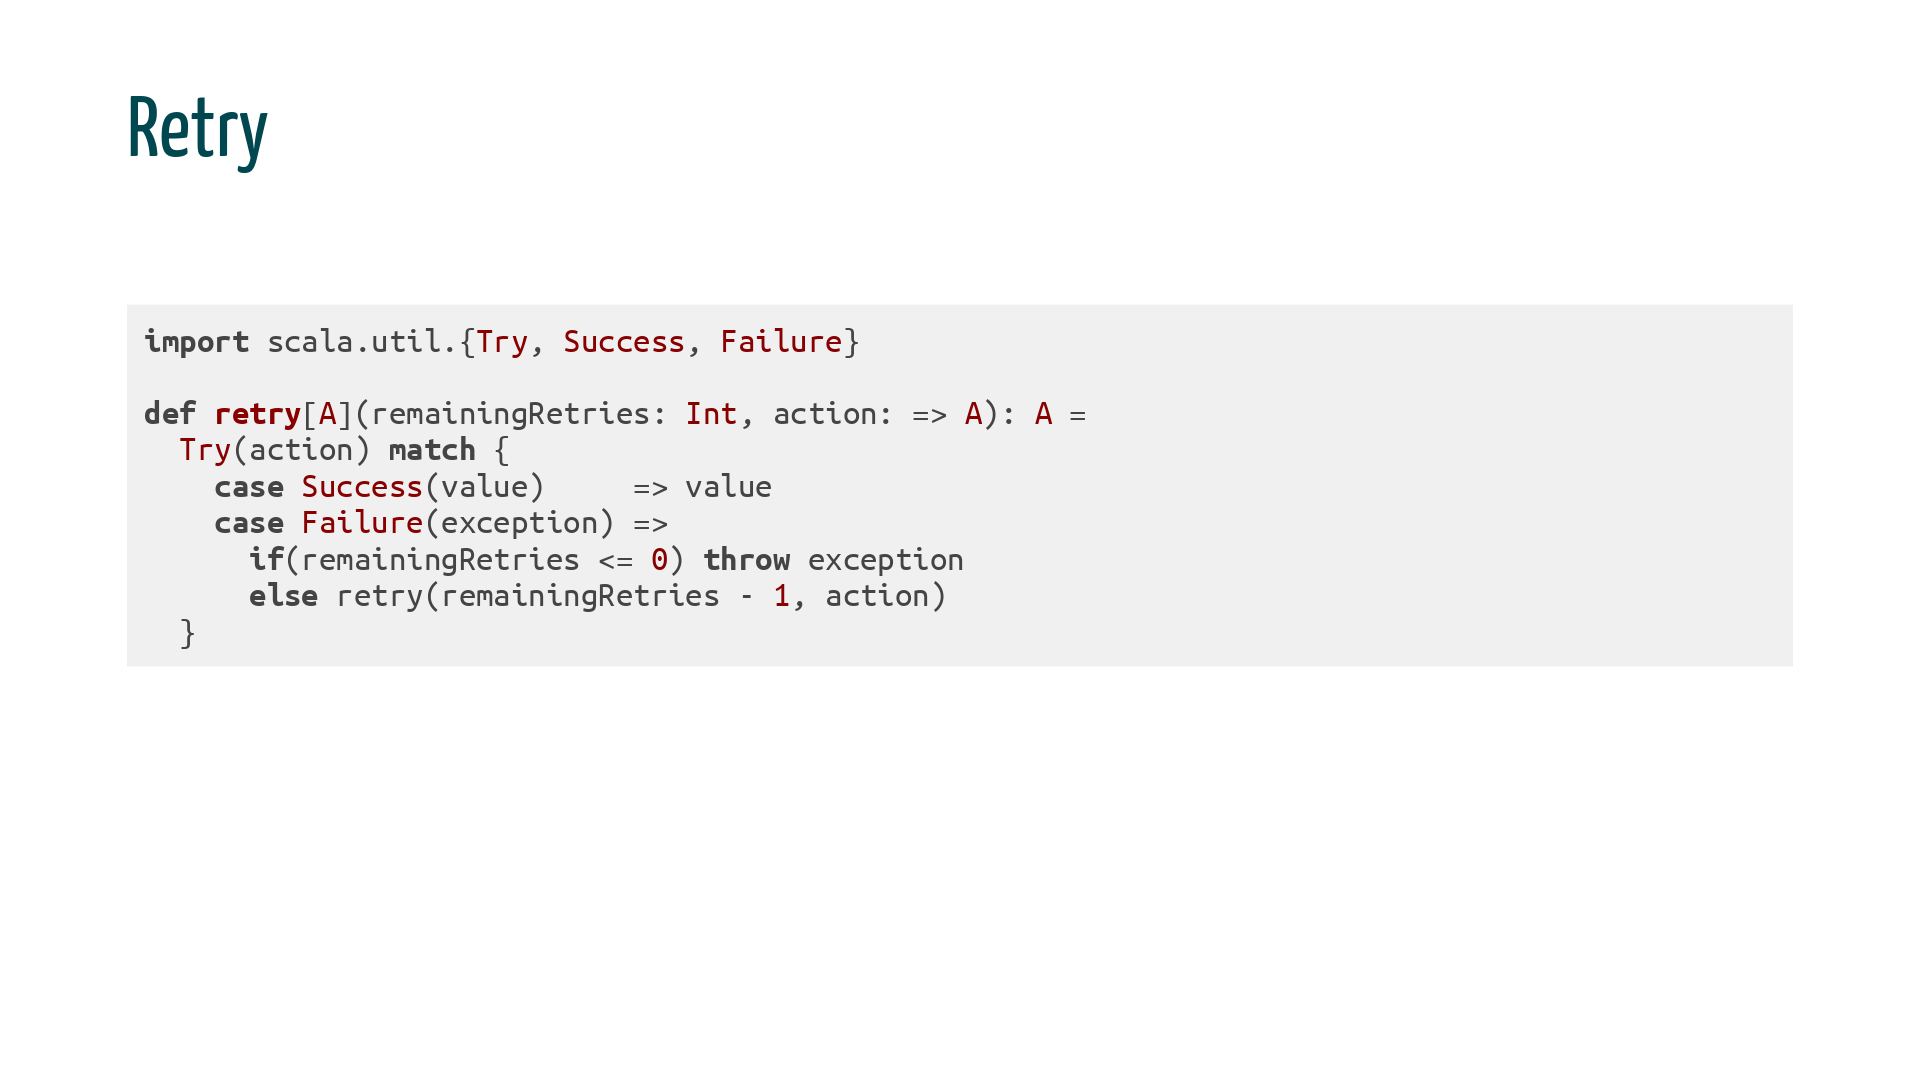 Retry
import scala.util.{Try, Success, Failure}
def retry[A](remainingRetries: Int, action: => A): A =
  Try(action) match {
    case Success(value)     => value
    case Failure(exception) =>
      if(remainingRetries <= 0) throw exception
      else retry(remainingRetries - 1, action)
  }